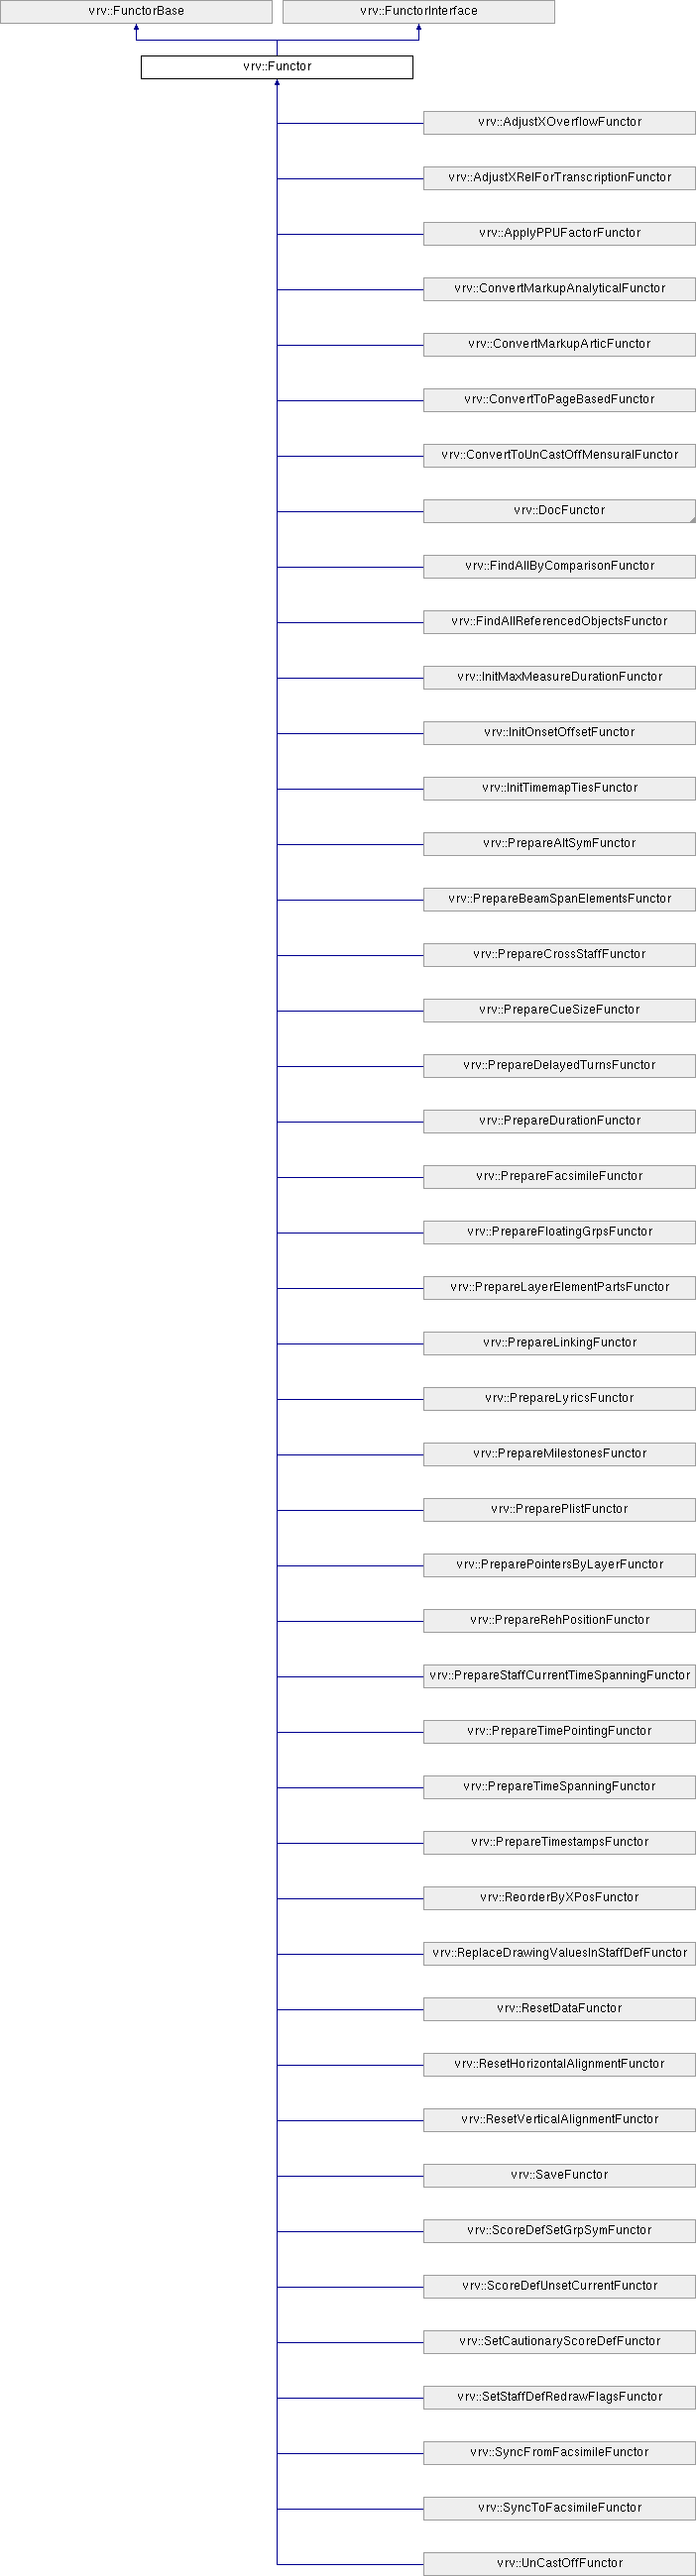 vrv::FunctorBase
vrv::FunctorInterface
vrv::Functor
vrv::AdjustXOverflowFunctor
vrv::AdjustXRelForTranscriptionFunctor
vrv::ApplyPPUFactorFunctor
vrv::ConvertMarkupAnalyticalFunctor
vrv::ConvertMarkupArticFunctor
vrv::ConvertToPageBasedFunctor
vrv::ConvertToUnCastOffMensuralFunctor
vrv::DocFunctor
vrv::FindAllByComparisonFunctor
vrv::FindAllReferencedObjectsFunctor
vrv::InitMaxMeasureDurationFunctor
vrv::InitOnsetOffsetFunctor
vrv::InitTimemapTiesFunctor
vrv::PrepareAltSymFunctor
vrv::PrepareBeamSpanElementsFunctor
vrv::PrepareCrossStaffFunctor
vrv::PrepareCueSizeFunctor
vrv::PrepareDelayedTurnsFunctor
vrv::PrepareDurationFunctor
vrv::PrepareFacsimileFunctor
vrv::PrepareFloatingGrpsFunctor
vrv::PrepareLayerElementPartsFunctor
vrv::PrepareLinkingFunctor
vrv::PrepareLyricsFunctor
vrv::PrepareMilestonesFunctor
vrv::PreparePlistFunctor
vrv::PreparePointersByLayerFunctor
vrv::PrepareRehPositionFunctor
vrv::PrepareStaffCurrentTimeSpanningFunctor
vrv::PrepareTimePointingFunctor
vrv::PrepareTimeSpanningFunctor
vrv::PrepareTimestampsFunctor
vrv::ReorderByXPosFunctor
vrv::ReplaceDrawingValuesInStaffDefFunctor
vrv::ResetDataFunctor
vrv::ResetHorizontalAlignmentFunctor
vrv::ResetVerticalAlignmentFunctor
vrv::SaveFunctor
vrv::ScoreDefSetGrpSymFunctor
vrv::ScoreDefUnsetCurrentFunctor
vrv::SetCautionaryScoreDefFunctor
vrv::SetStaffDefRedrawFlagsFunctor
vrv::SyncFromFacsimileFunctor
vrv::SyncToFacsimileFunctor
vrv::UnCastOffFunctor